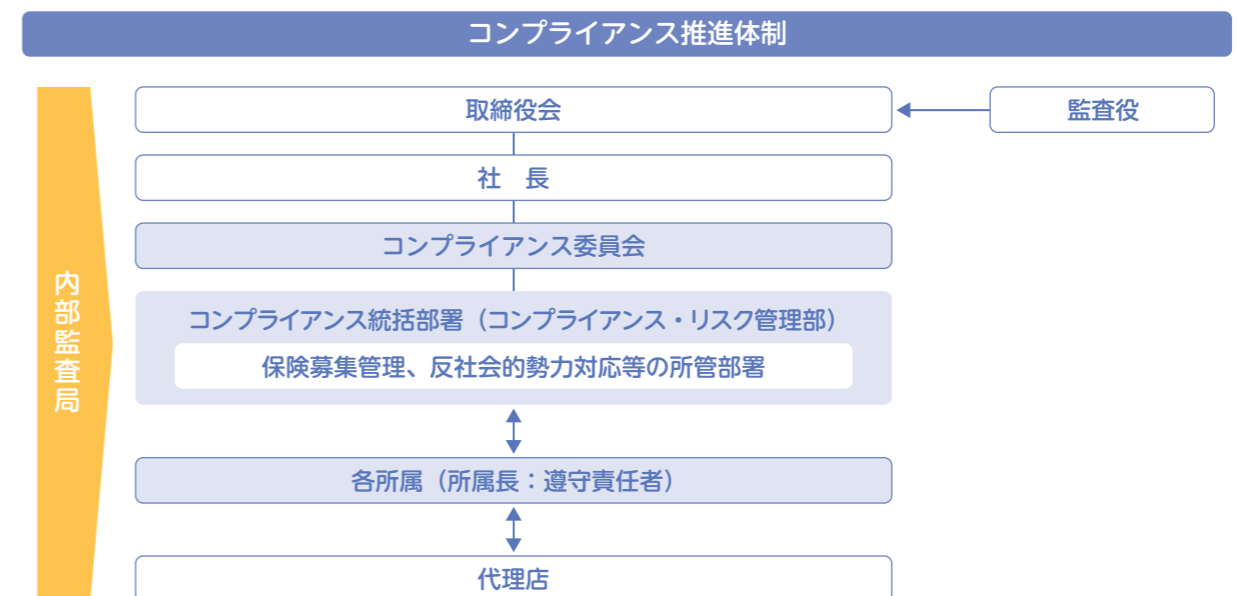 コンプライアンス推進体制
取締役会
監査役
社　長
コンプライアンス委員会
内部監査局
コンプライアンス統括部署（コンプライアンス・リスク管理部）
保険募集管理、反社会的勢力対応等の所管部署
各所属（所属長：遵守責任者）
代理店